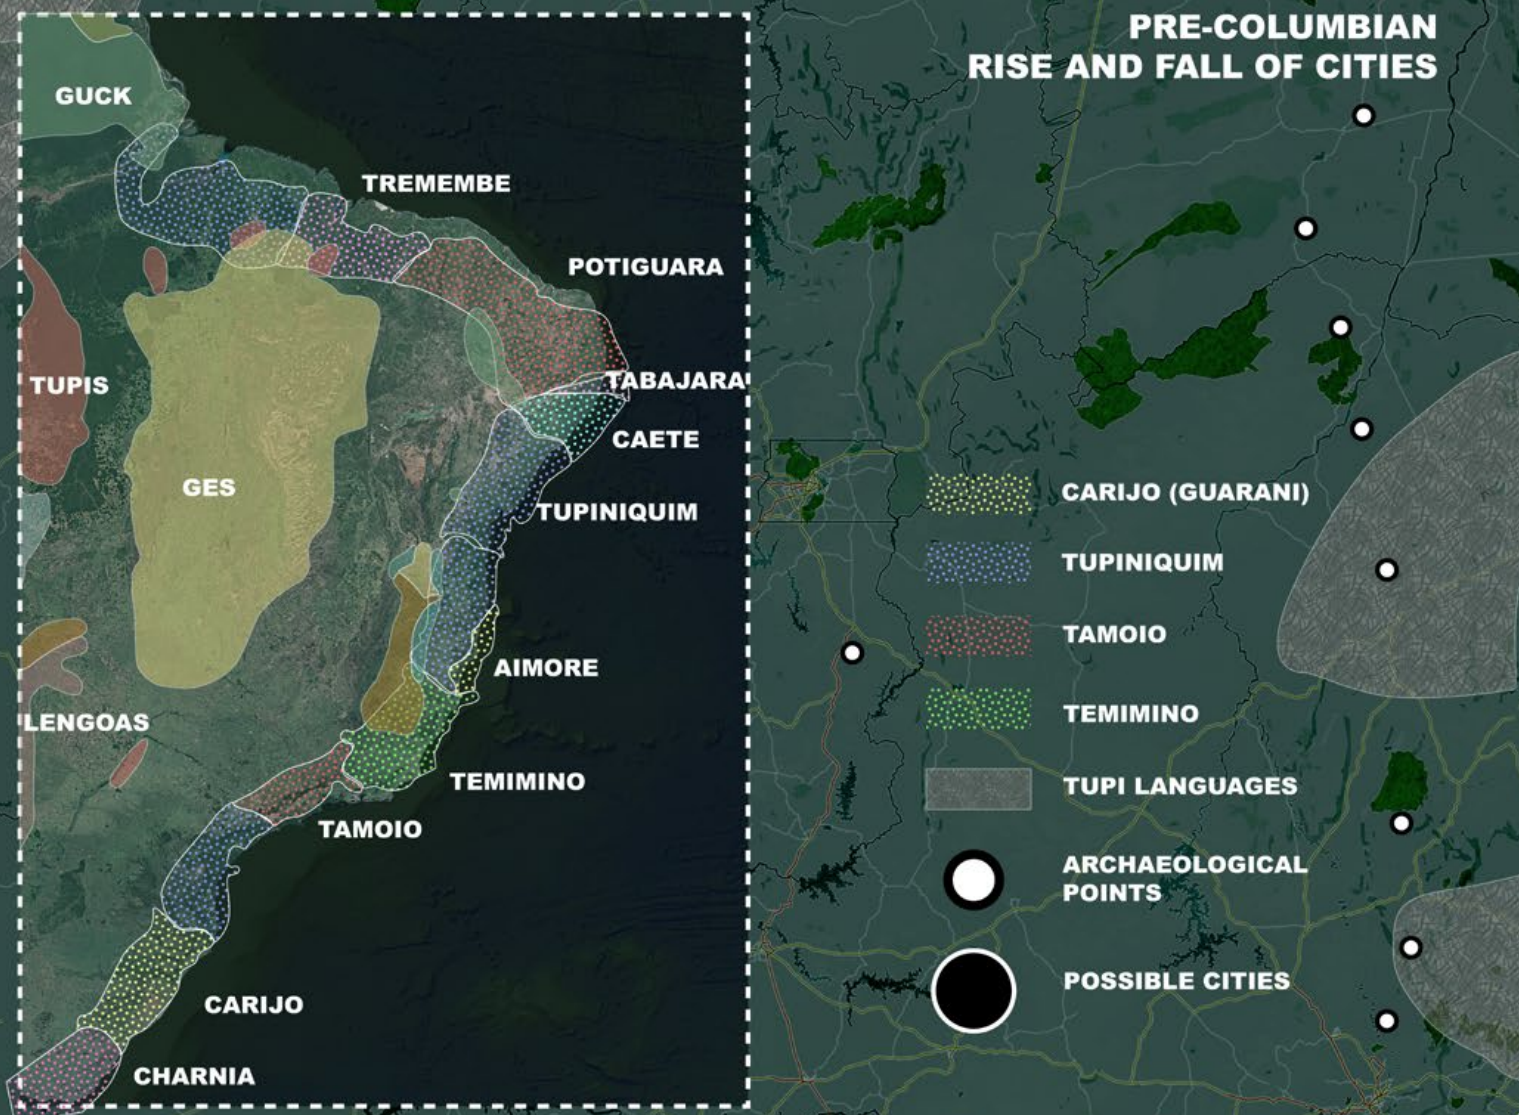 PRE-COLUMBIAN
RISE AND FALL OF CITIES
GUCK
TREMEMBE
POTIGUARA
TUPIS
TABAJARA
CAETE
GES
TUPINIQUIM
AIMORE
LENGOAS
TEMIMINO
TAMOIO
CARIJO
CHARNIA
CARIJO (GUARANI)
TUPINIQUIM
TAMOIO
TEMIMINO
TUPI LANGUAGES
ARCHAEOLOGICAL
POINTS
POSSIBLE CITIES